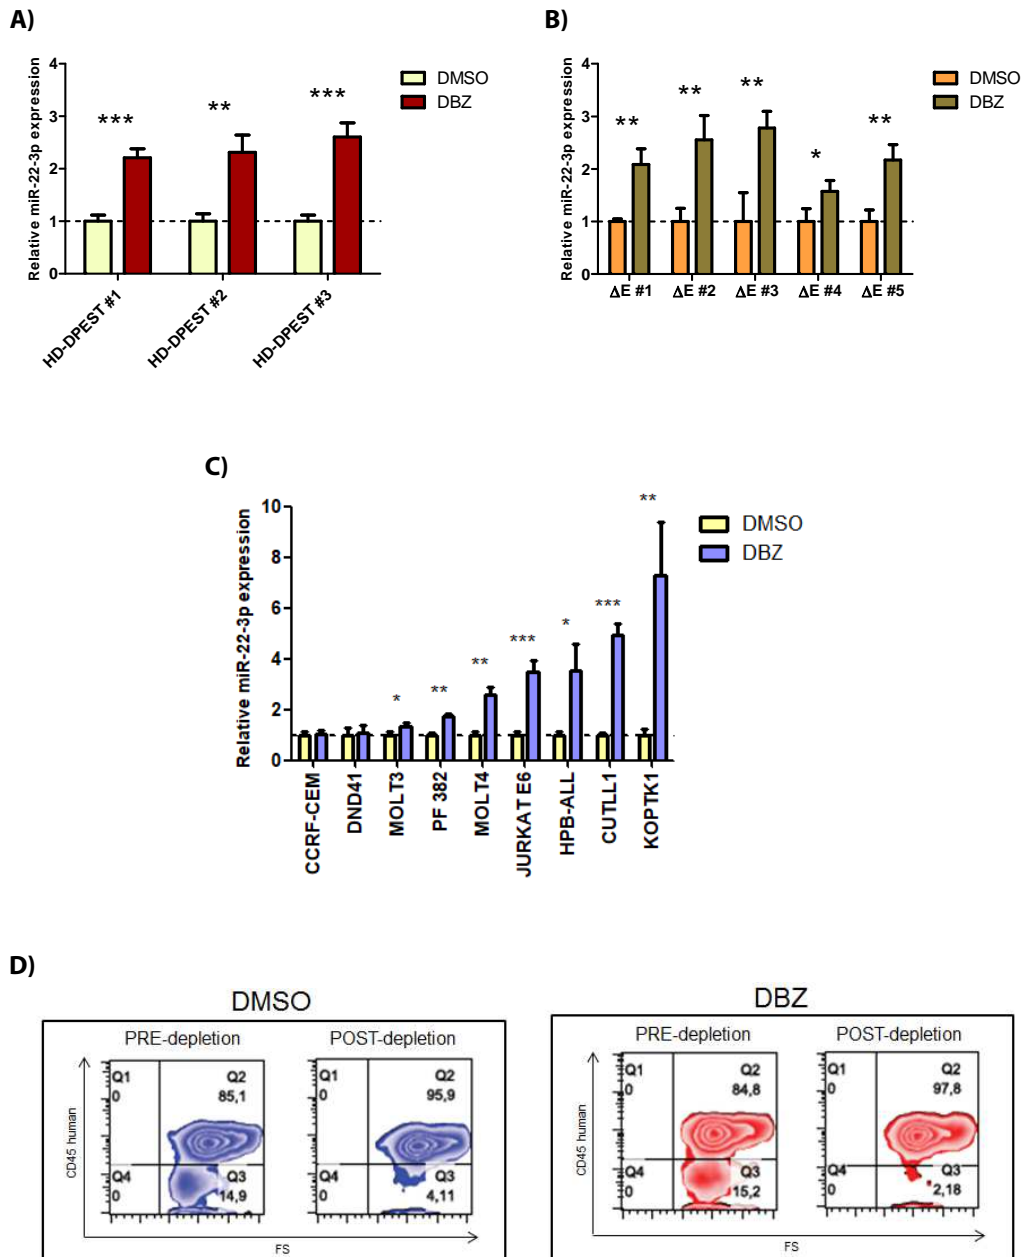 A)
Relative miR-22-3p expression
4
3
2
1
0
*** ** ***
DMSO
DBZ
HD-DPEST #1
HD-DPEST #2
HD-DPEST #3
B)
Relative miR-22-3p expression
4
3
2
1
0
** ** ** * **
DMSO
DBZ
ΔE #1 ΔE #2 ΔE #3 ΔE #4 ΔE #5
C)
Relative miR-22-3p expression
10
8
6
4
2
0
* ** ** *** * *** **
DMSO
DBZ
CCRF-CEM
DND41
MOLT3
PF 382
MOLT4
JURKAT E6
HPB-ALL
CUTLL1
KOPTK1
D)
DMSO
PRE-depletion
POST-depletion
CD45 human
Q1
0
Q2
85,1
Q4
0
Q3
14,9
Q1
0
Q2
95,9
Q4
0
Q3
4,11
FS
DBZ
PRE-depletion
POST-depletion
CD45 human
Q1
0
Q2
84,8
Q4
0
Q3
15,2
Q1
0
Q2
97,8
Q4
0
Q3
2,18
FS